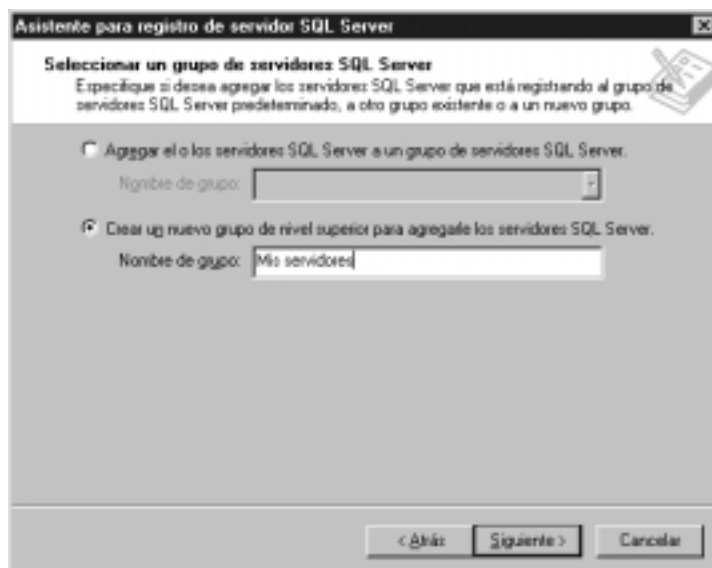 Asistente para registro de servidor SQL Server
Seleccionar un grupo de servidores SQL Server
Especifique si desea agregar los servidores SQL Server que está registrando al grupo de
servidores SQL Server predeterminado, a otro grupo existente o a un nuevo grupo.
Agregar el o los servidores SQL Server a un grupo de servidores SQL Server.
Nombre de grupo:
Crear un nuevo grupo de nivel superior para agregarle los servidores SQL Server.
Nombre de grupo: Mis servidores
< Atrás Siguiente > Cancelar